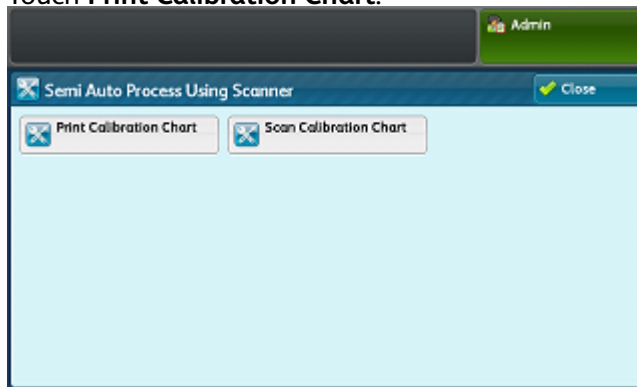 Touch Print Calibration Chart.
Admin
Semi Auto Process Using Scanner
Close
Print Calibration Chart
Scan Calibration Chart